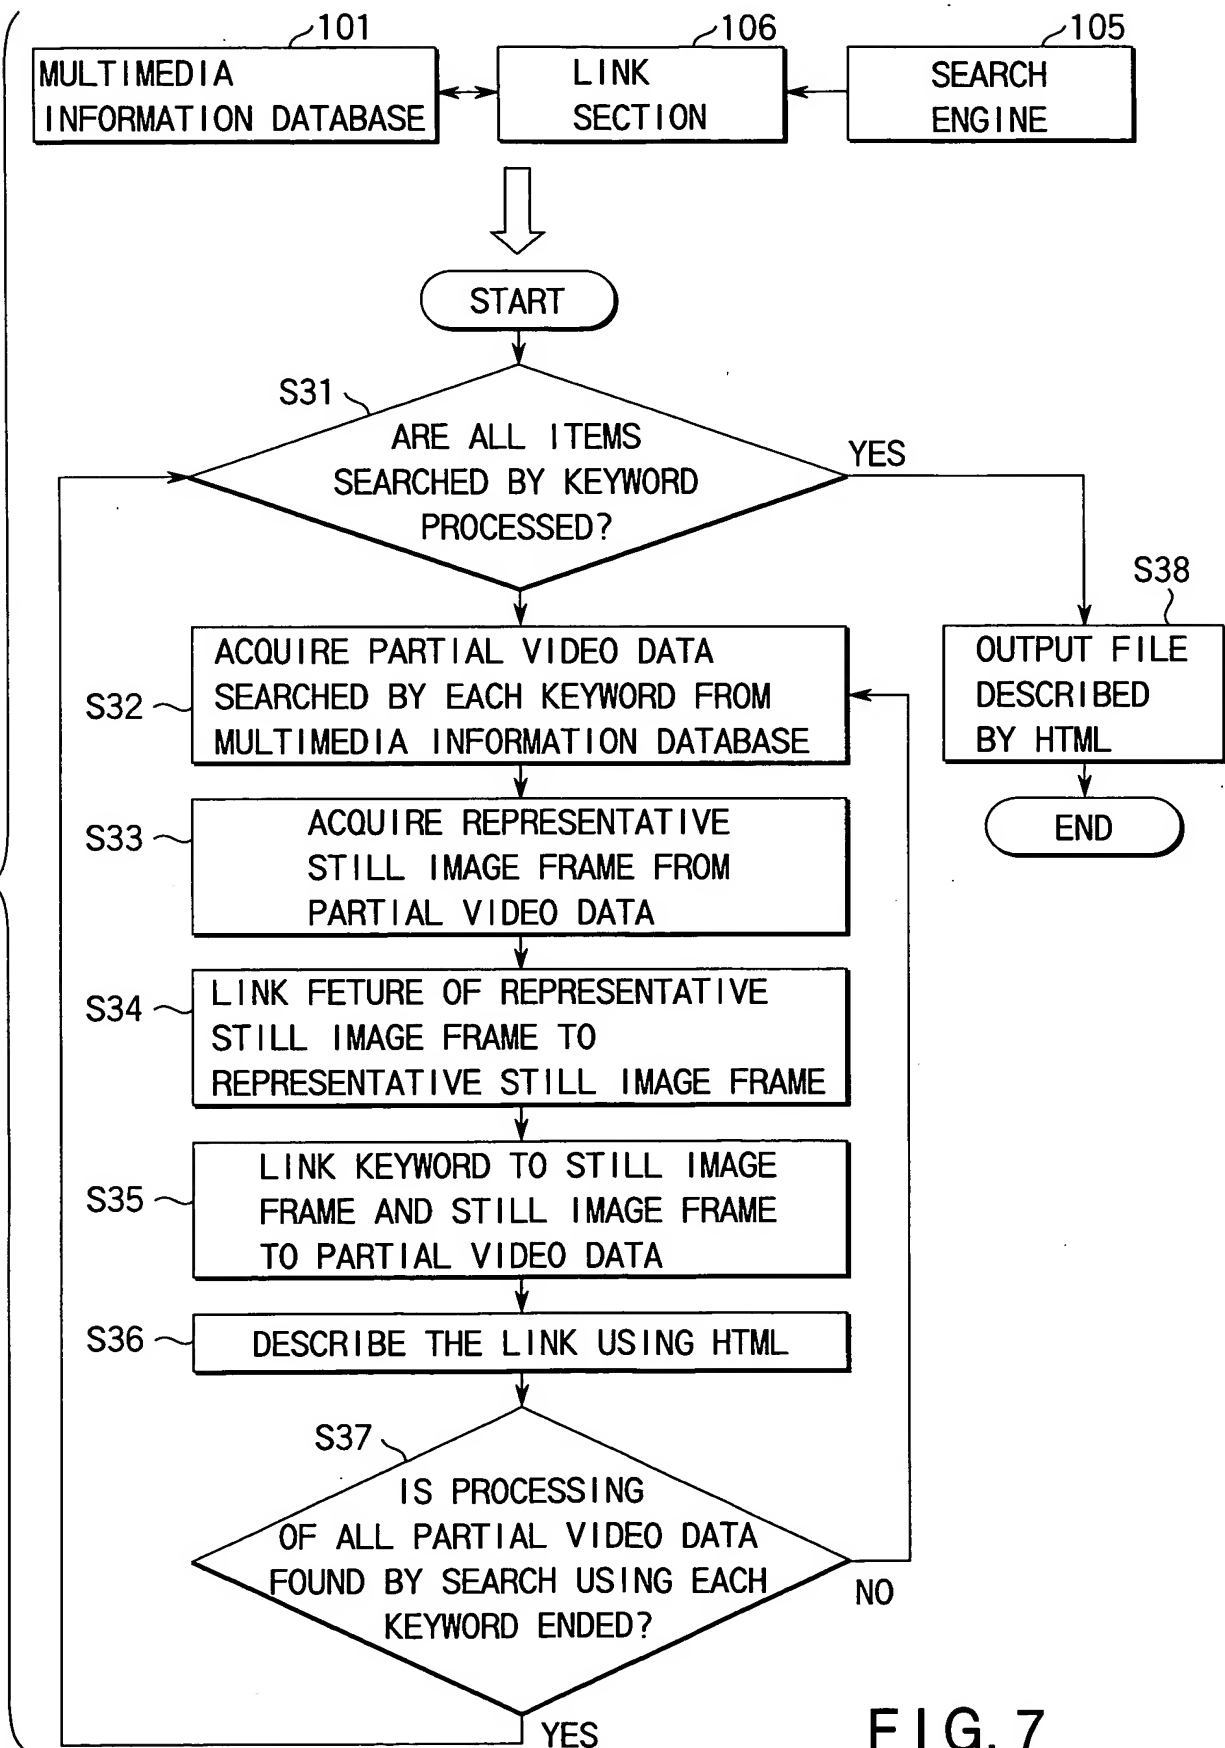 101
MULTIMEDIA
INFORMATION DATABASE
106
LINK
SECTION
105
SEARCH
ENGINE
START
S31
ARE ALL ITEMS
SEARCHED BY KEYWORD
PROCESSED?
YES
S38
OUTPUT FILE
DESCRIBED
BY HTML
END
S32
ACQUIRE PARTIAL VIDEO DATA
SEARCHED BY EACH KEYWORD FROM
MULTIMEDIA INFORMATION DATABASE
S33
ACQUIRE REPRESENTATIVE
STILL IMAGE FRAME FROM
PARTIAL VIDEO DATA
S34
LINK FETURE OF REPRESENTATIVE
STILL IMAGE FRAME TO
REPRESENTATIVE STILL IMAGE FRAME
S35
LINK KEYWORD TO STILL IMAGE
FRAME AND STILL IMAGE FRAME
TO PARTIAL VIDEO DATA
S36
DESCRIBE THE LINK USING HTML
S37
IS PROCESSING
OF ALL PARTIAL VIDEO DATA
FOUND BY SEARCH USING EACH
KEYWORD ENDED?
NO
YES
FIG. 7